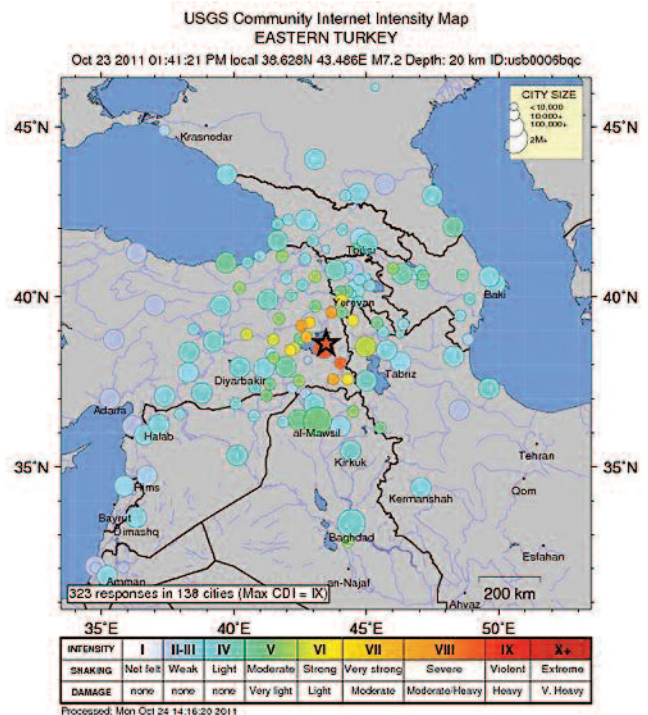 USGS Community Internet Intensity Map
EASTERN TURKEY
Oct 23 2011 01:41:21 PM local 38.628N 43.486E M7.2 Depth: 20 km ID:usb0006bqc
CITY SIZE
<10,000
10,000+
100,000+
2M+
45°N
45°N
Krasnodar
Tbilisi
40°N
Yerevan
Baki
40°N
Diyarbakir
Tabriz
Adana
Halab
al-Mawsil
Tehran
35°N
Kirkuk
35°N
Hims
Kermanshah
Qom
Bayrut
Dimashq
Baghdad
Esfahan
Amman
an-Najaf
323 responses in 138 cities (Max CDI = IX)
200 km
Ahvaz
35°E
40°E
45°E
50°E
INTENSITY I II-III IV V VI VII VIII IX X+
SHAKING Not felt Weak Light Moderate Strong Very strong Severe Violent Extreme
DAMAGE none none none Very light Light Moderate Moderate/Heavy Heavy V. Heavy
Processed: Mon Oct 24 14:16:20 2011